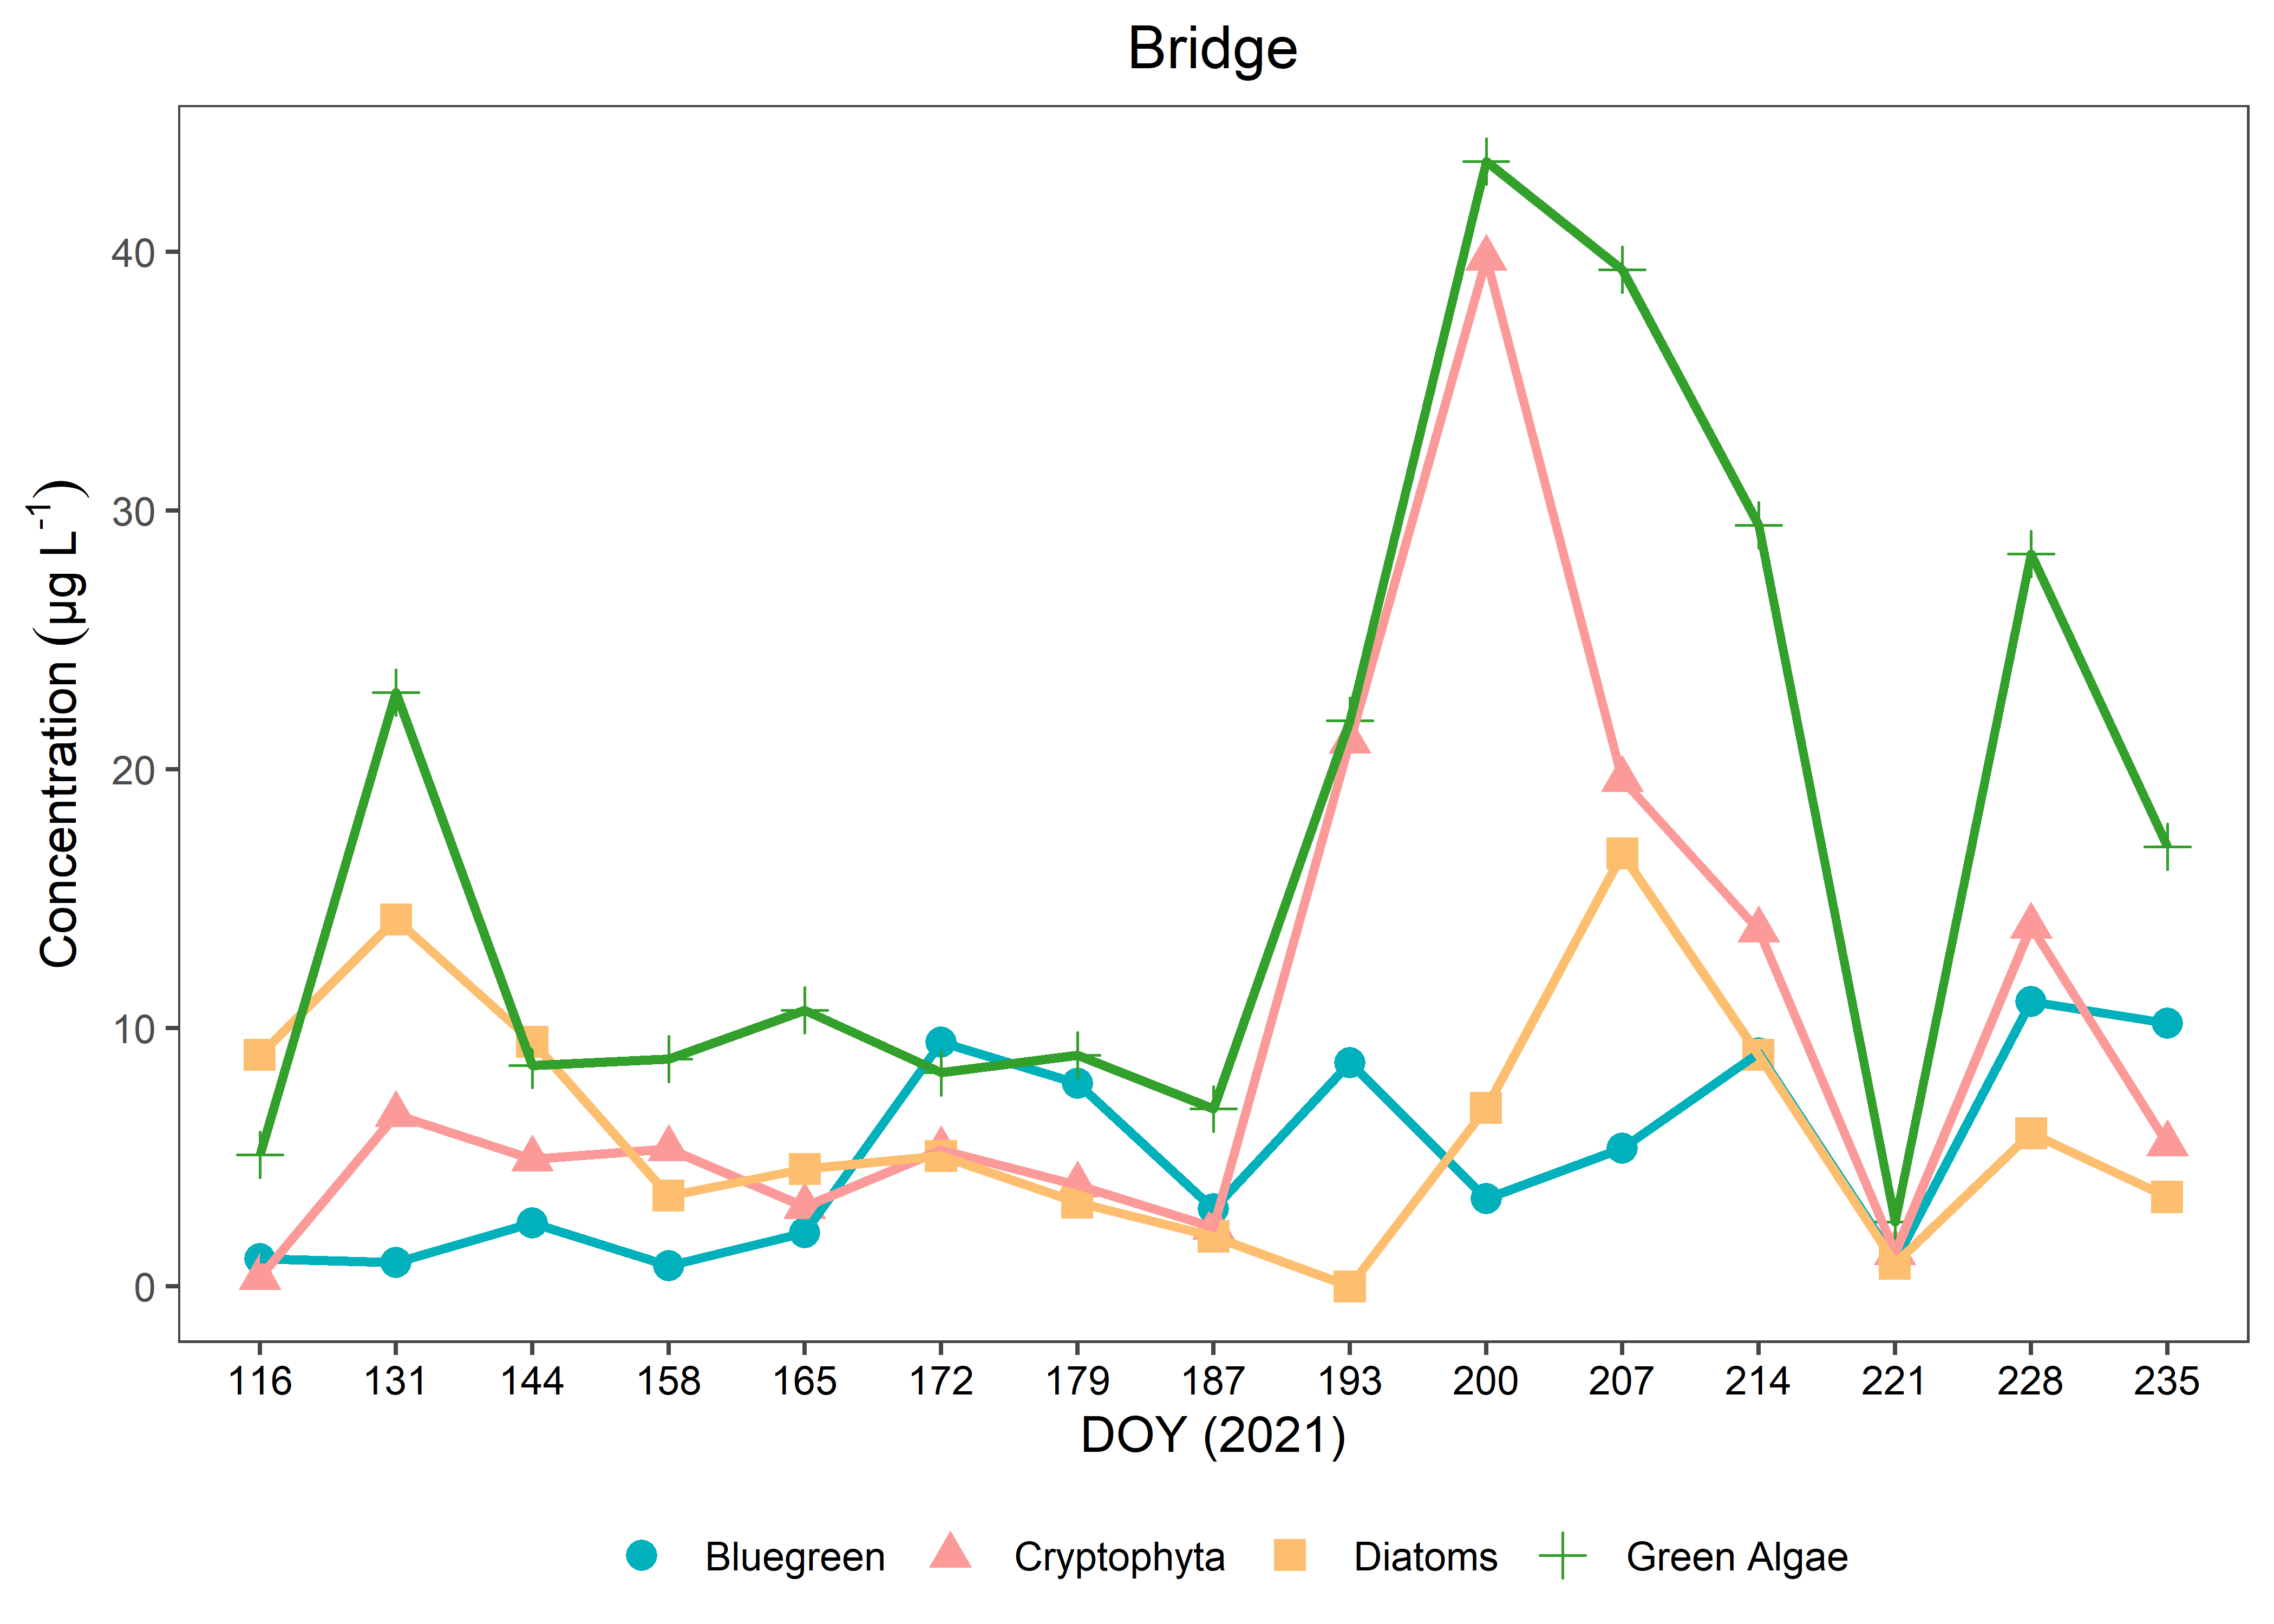 Bridge
Concentration (µg L⁻¹)
40
30
20
10
0
116 131 144 158 165 172 179 187 193 200 207 214 221 228 235
DOY (2021)
Bluegreen Cryptophyta Diatoms Green Algae